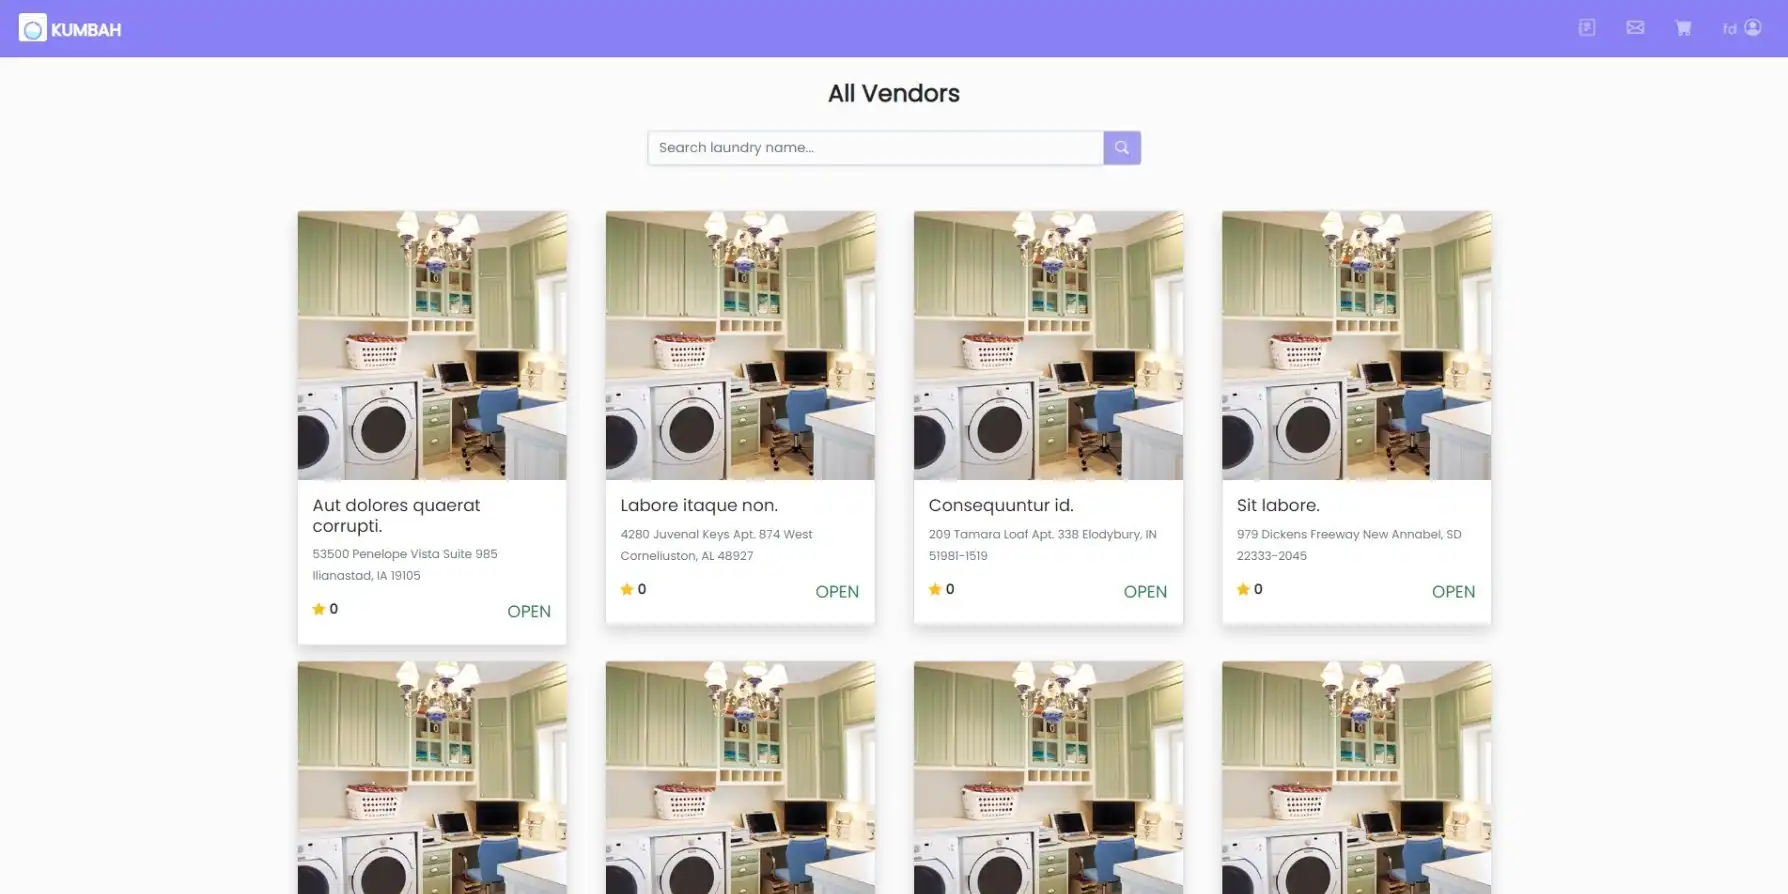 KUMBAH
fd
All Vendors
Search laundry name...
Aut dolores quaerat
corrupti.
53500 Penelope Vista Suite 985
Ilianastad, IA 19105
0
OPEN
Labore itaque non.
4280 Juvenal Keys Apt. 874 West
Corneliuston, AL 48927
0
OPEN
Consequuntur id.
209 Tamara Loaf Apt. 338 Elodybury, IN
51981-1519
0
OPEN
Sit labore.
979 Dickens Freeway New Annabel, SD
22333-2045
0
OPEN